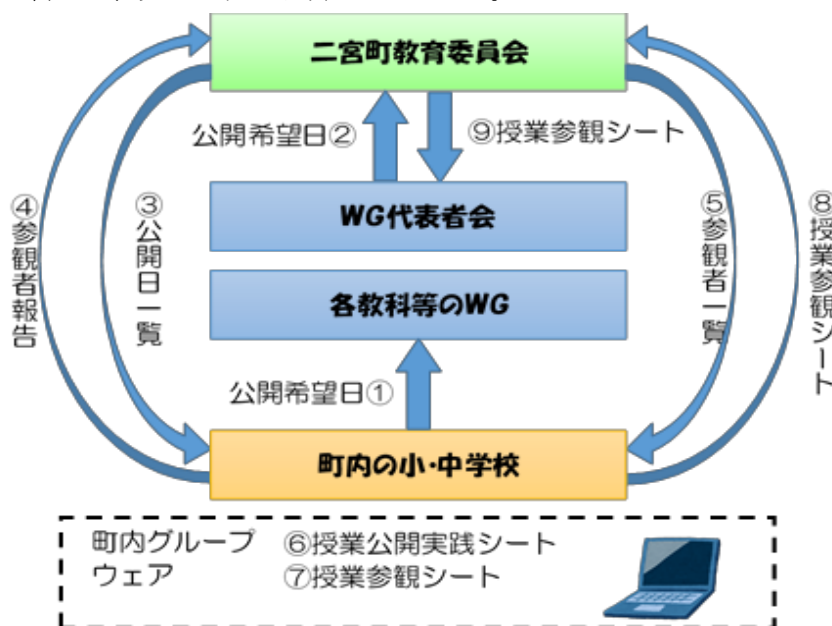 二宮町教育委員会
公開希望日②
⑨授業参観シート
WG代表者会
各教科等のWG
④参観者報告
③公開日一覧
⑤参観者一覧
⑧授業参観シート
公開希望日①
町内の小・中学校
町内グループ
ウェア
⑥授業公開実践シート
⑦授業参観シート